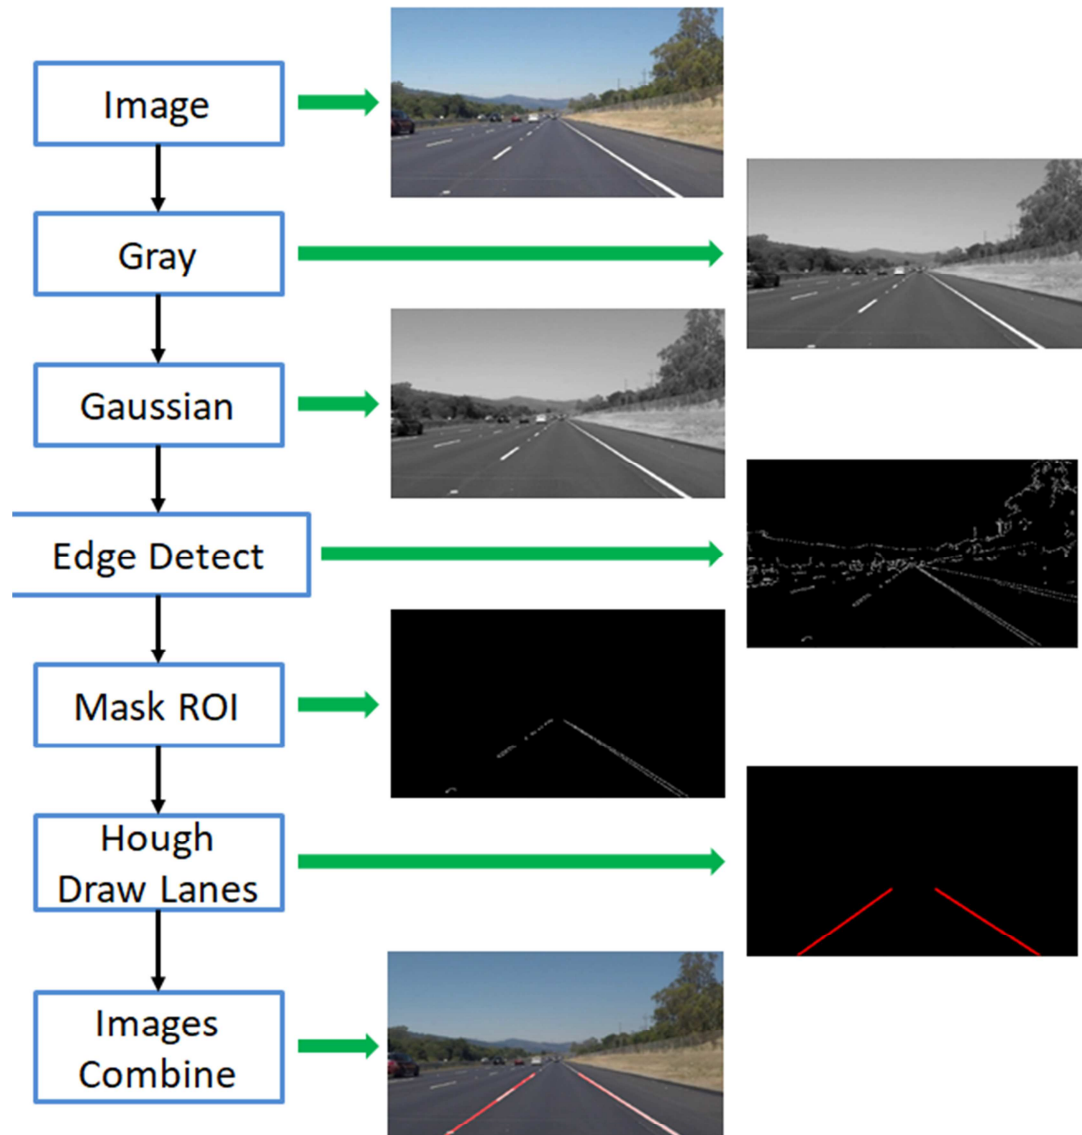 Image
Gray
Gaussian
Edge Detect
Mask ROI
Hough
Draw Lanes
Images
Combine